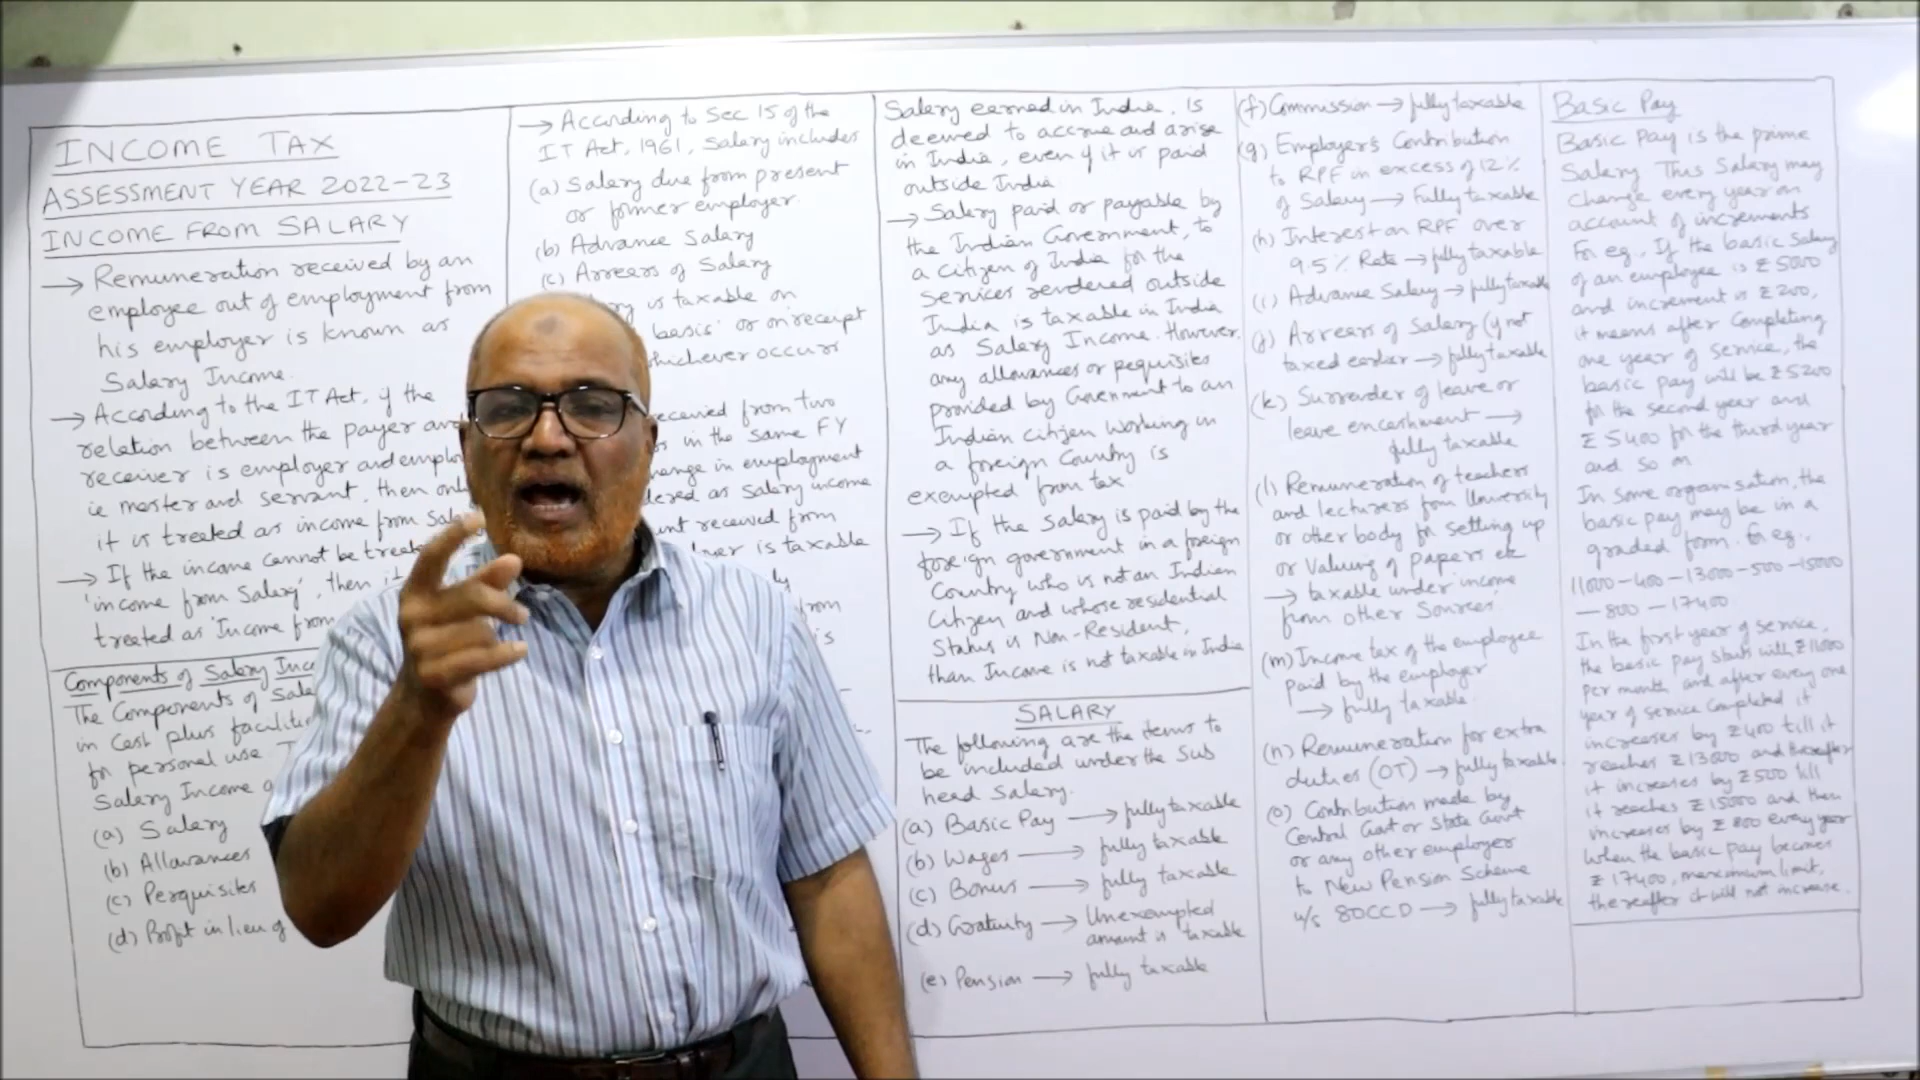 INCOME TAX
ASSESSMENT YEAR 2022-23
INCOME FROM SALARY
→ Remuneration received by an
employee out of employment from
his employer is known as
Salary Income.
→ According to the IT Act, if the
relation between the payer and
receiver is employer and emplo
ie master and servant, then onl
it is treated as income from Sala
→ If the income cannot be treate
'income from Salary', then it
treated as 'Income from
Components of Salary Inco
The Components of Sala
in Cash plus facilitie
for personal use. T
Salary Income a
(a) Salary
(b) Allowances
(c) Perquisites
(d) Profit in lieu of
→ According to Sec 15 of the
IT Act, 1961, Salary includes
(a) Salary due from present
or former employer.
(b) Advance Salary
(c) Arrears of Salary
ry is taxable on
basis' or on 'receipt
whichever occurs
received from two
rs in the same FY
ange in employment
dered as salary income
unt received from
yer is taxable
ly
from
is
Salary earned in India, is
deemed to accrue and arise
in India, even if it is paid
outside India
→ Salary paid or payable by
the Indian Government, to
a Citizen of India for the
services rendered outside
India is taxable in India
as Salary Income. However,
any allowances or pequisites
provided by Government to an
Indian citizen working in
a foreign Country is
exempted from tax
→ If the Salary is paid by the
foreign government in a foreign
Country who is not an Indian
Citizen and whose residential
Status is Non-Resident,
than Income is not taxable in India
SALARY
The following are the items to
be included under the Sub
head Salary.
(a) Basic Pay → fully taxable
(b) Wages → fully taxable
(c) Bonus → fully taxable
(d) Gratuity → Unexempted
amount is taxable
(e) Pension → fully taxable
(f) Commission → fully taxable
(g) Employer's Contribution
to RPF in excess of 12%
of Salary → Fully taxable
(h) Interest on RPF over
9.5% Rate → fully taxable
(i) Advance Salary → fully taxable
(j) Arrears of Salary (if not
taxed earlier → fully taxable
(k) Surrender of leave or
leave encashment →
fully taxable
(l) Remuneration of teachers
and lecturers from University
or other body for setting up
or Valuing of Papers etc
→ taxable under 'income
from other Sources'
(m) Income tax of the employee
Paid by the employer
→ fully taxable
(n) Remuneration for extra
duties (OT) → fully taxable
(o) Contribution made by
Central Govt or State Govt
or any other employer
to New Pension Scheme
u/s 80CCD → fully taxable
Basic Pay
Basic Pay is the prime
Salary. This Salary may
change every year on
account of increments
For eg., If the basic Salary
of an employee is ₹ 5000
and increment is ₹ 200,
it means after Completing
one year of Service, the
basic pay will be ₹ 5200
for the second year and
₹ 5400 for the third year
and so on
In some organisation, the
basic pay may be in a
graded form. for eg.,
11000-400-13000-500-15000
-800-17400
In the first year of service,
the basic pay starts with ₹ 11000
per month and after every one
year of service completed it
increases by ₹ 400 till it
reaches ₹ 13000 and thereafter
it increases by ₹ 500 till
it reaches ₹ 15000 and then
increases by ₹ 800 every year
When the basic pay becomes
₹ 17400, maximum limit,
thereafter it will not increase.